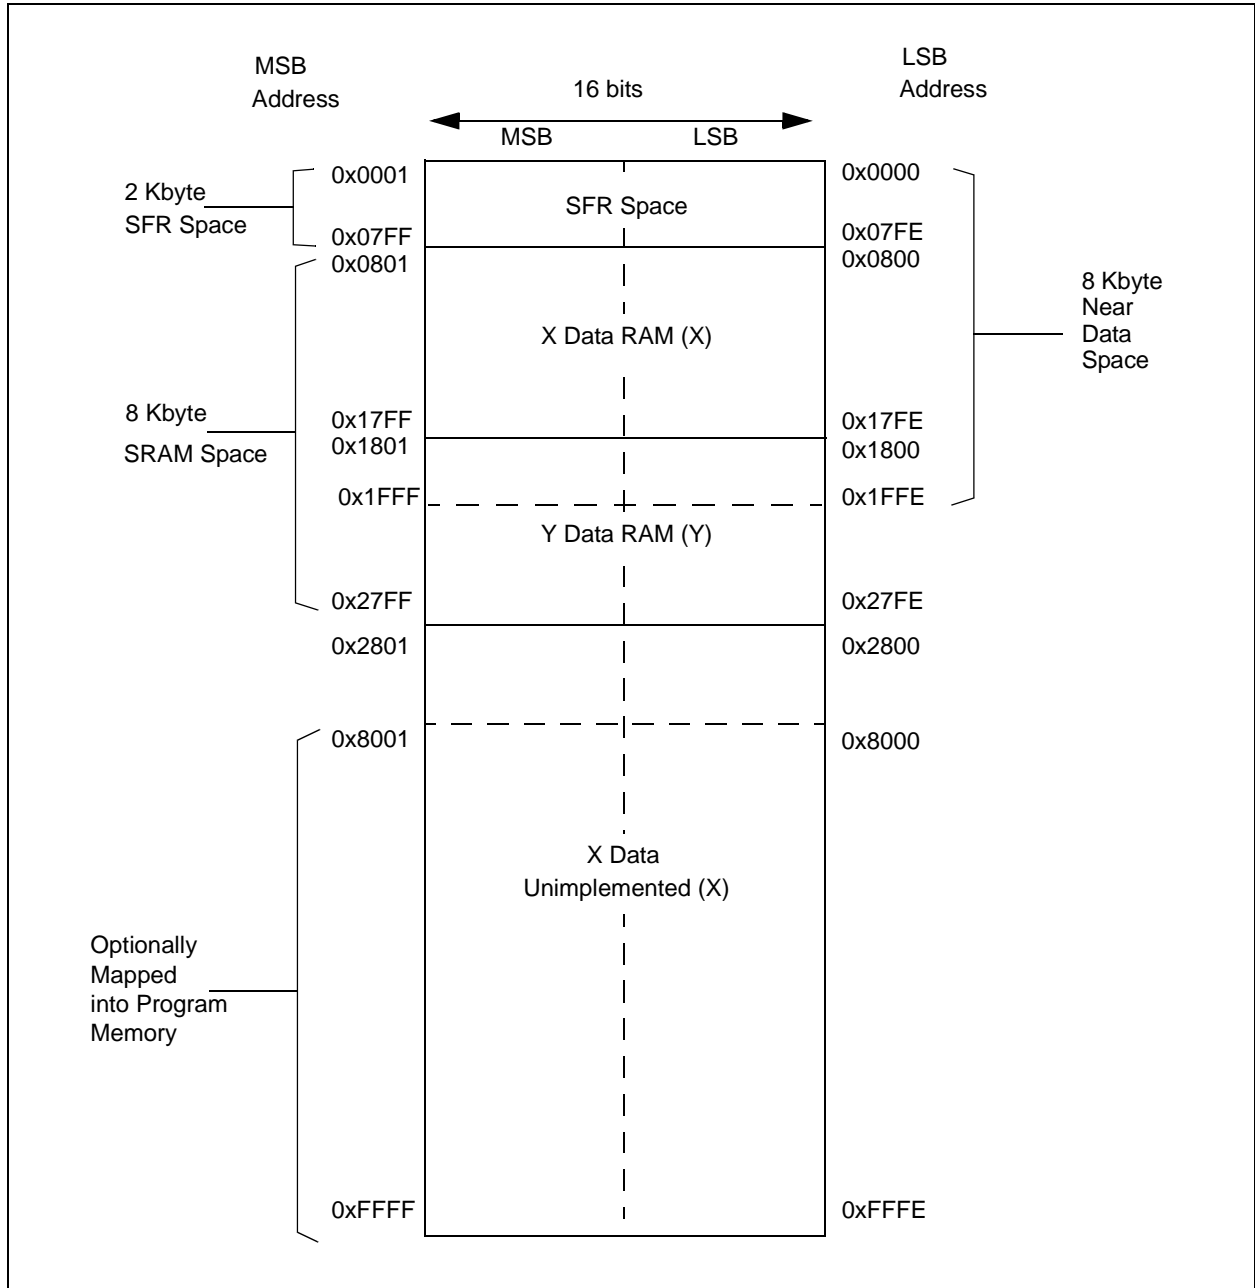 MSB
Address
LSB
Address
16 bits
MSB LSB
2 Kbyte
SFR Space
0x0001
0x0000
SFR Space
0x07FF
0x07FE
0x0801
0x0800
8 Kbyte
Near
Data
Space
X Data RAM (X)
8 Kbyte
SRAM Space
0x17FF
0x17FE
0x1801
0x1800
0x1FFF
0x1FFE
Y Data RAM (Y)
0x27FF
0x27FE
0x2801
0x2800
0x8001
0x8000
X Data
Unimplemented (X)
Optionally
Mapped
into Program
Memory
0xFFFF
0xFFFE